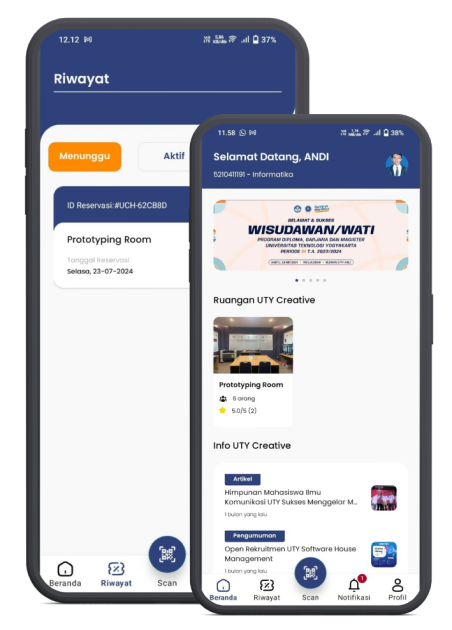 12.12
37%
Riwayat
Menunggu
Aktif
ID Reservasi:#UCH-62CB8D
Prototyping Room
Tanggal Reservasi
Selasa, 23-07-2024
Beranda
Riwayat
Scan
11.58
38%
Selamat Datang, ANDI
5210411191 - Informatika
SELAMAT & SUKSES
WISUDAWAN/WATI
PROGRAM DIPLOMA, SARJANA DAN MAGISTER
UNIVERSITAS TEKNOLOGI YOGYAKARTA
PERIODE III T.A. 2023/2024
Ruangan UTY Creative
Prototyping Room
6 orang
5.0/5 (2)
Info UTY Creative
Artikel
Himpunan Mahasiswa Ilmu
Komunikasi UTY Sukses Menggelar M...
1 bulan yang lalu
Pengumuman
Open Rekruitmen UTY Software House
Management
1 bulan yang lalu
Beranda
Riwayat
Scan
Notifikasi
Profil